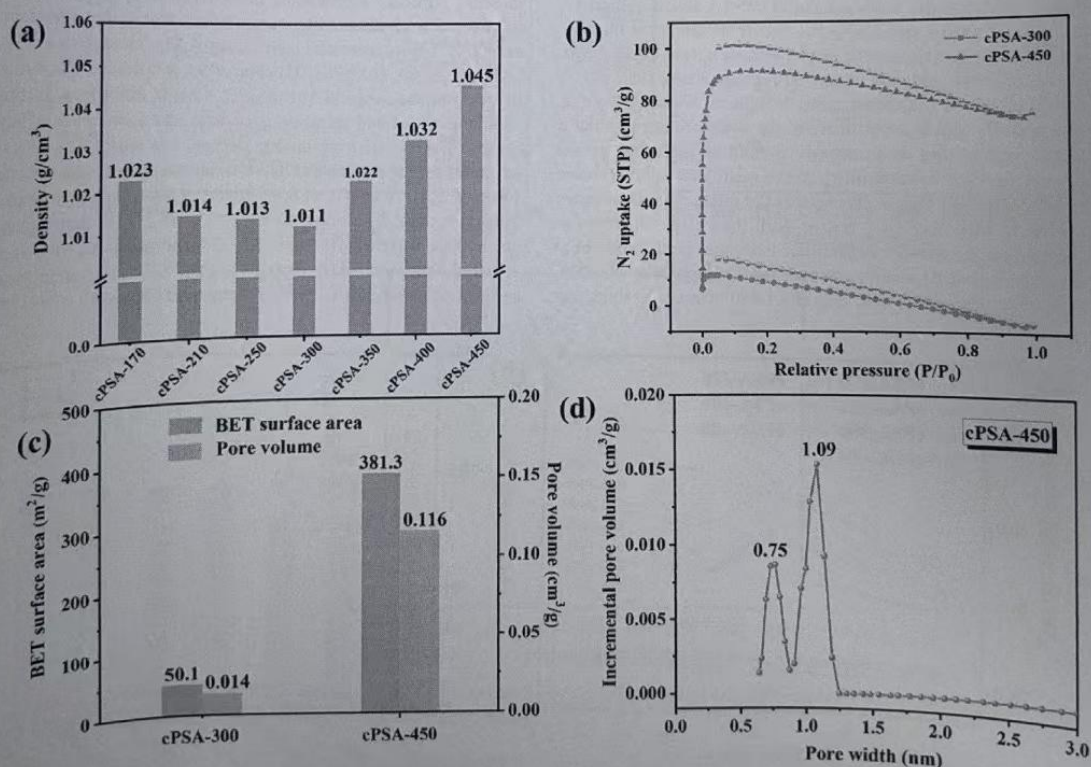 (a)
Density (g/cm³)
1.06
1.05
1.04
1.03
1.02
1.01
0.0
1.023
1.014
1.013
1.011
1.022
1.032
1.045
cPSA-170
cPSA-210
cPSA-250
cPSA-300
cPSA-350
cPSA-400
cPSA-450
(b)
cPSA-300
cPSA-450
N₂ uptake (STP) (cm³/g)
100
80
60
40
20
0
0.0 0.2 0.4 0.6 0.8 1.0
Relative pressure (P/P₀)
(c)
BET surface area
Pore volume
BET surface area (m²/g)
500
400
300
200
100
0
50.1
0.014
381.3
0.116
0.20
0.15
0.10
0.05
0.00
Pore volume (cm³/g)
cPSA-300 cPSA-450
(d)
cPSA-450
Incremental pore volume (cm³/g)
0.020
0.015
0.010
0.005
0.000
0.75
1.09
0.0 0.5 1.0 1.5 2.0 2.5 3.0
Pore width (nm)